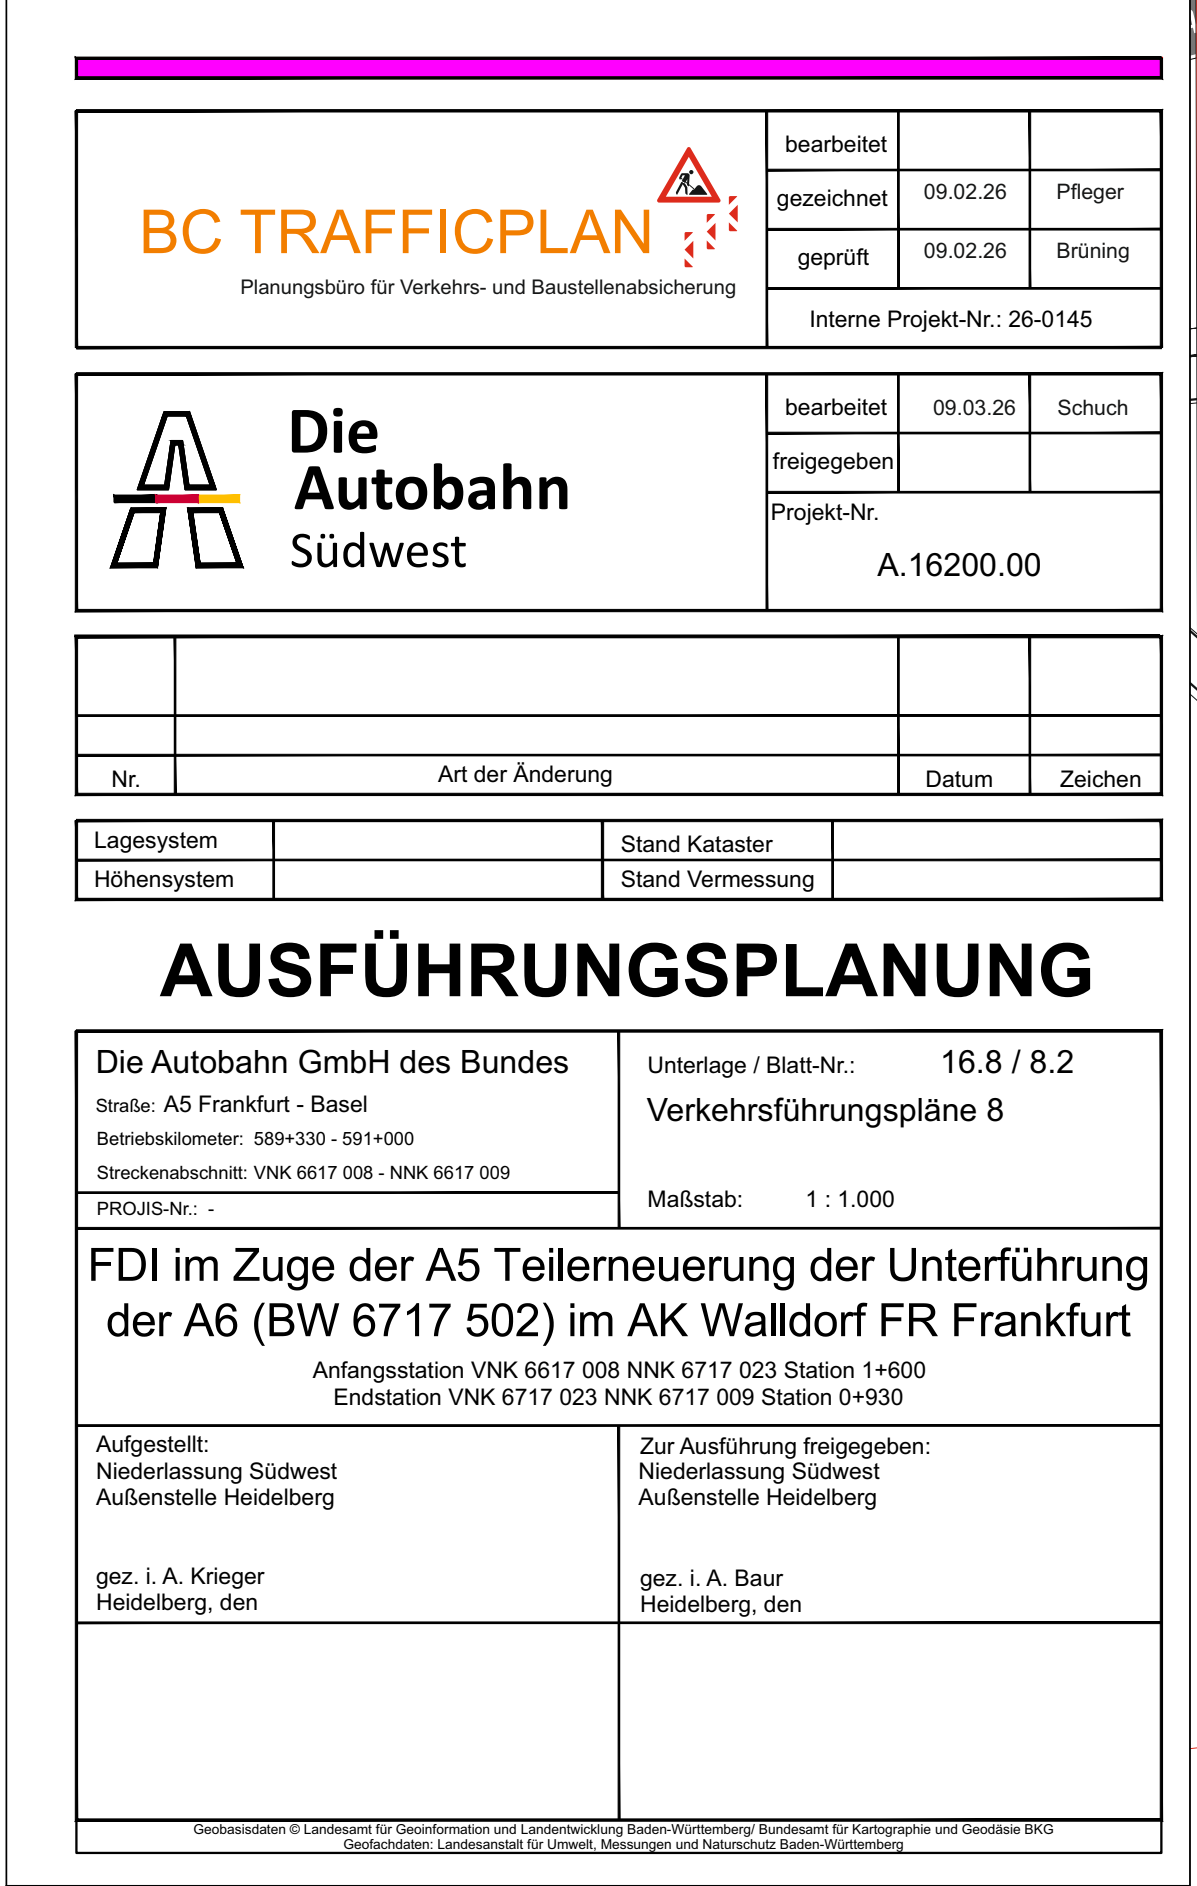 bearbeitet
gezeichnet 09.02.26 Pfleger
geprüft 09.02.26 Brüning
Interne Projekt-Nr.: 26-0145
BC TRAFFICPLAN
Planungsbüro für Verkehrs- und Baustellenabsicherung
Die
Autobahn
Südwest
bearbeitet 09.03.26 Schuch
freigegeben
Projekt-Nr.
A.16200.00
Nr. Art der Änderung Datum Zeichen
Lagesystem Stand Kataster
Höhensystem Stand Vermessung
AUSFÜHRUNGSPLANUNG
Die Autobahn GmbH des Bundes
Straße: A5 Frankfurt - Basel
Betriebskilometer: 589+330 - 591+000
Streckenabschnitt: VNK 6617 008 - NNK 6617 009
PROJIS-Nr.: -
Unterlage / Blatt-Nr.: 16.8 / 8.2
Verkehrsführungspläne 8
Maßstab: 1 : 1.000
FDI im Zuge der A5 Teilerneuerung der Unterführung
der A6 (BW 6717 502) im AK Walldorf FR Frankfurt
Anfangsstation VNK 6617 008 NNK 6717 023 Station 1+600
Endstation VNK 6717 023 NNK 6717 009 Station 0+930
Aufgestellt:
Niederlassung Südwest
Außenstelle Heidelberg
gez. i. A. Krieger
Heidelberg, den
Zur Ausführung freigegeben:
Niederlassung Südwest
Außenstelle Heidelberg
gez. i. A. Baur
Heidelberg, den
Geobasisdaten © Landesamt für Geoinformation und Landentwicklung Baden-Württemberg/ Bundesamt für Kartographie und Geodäsie BKG
Geofachdaten: Landesanstalt für Umwelt, Messungen und Naturschutz Baden-Württemberg